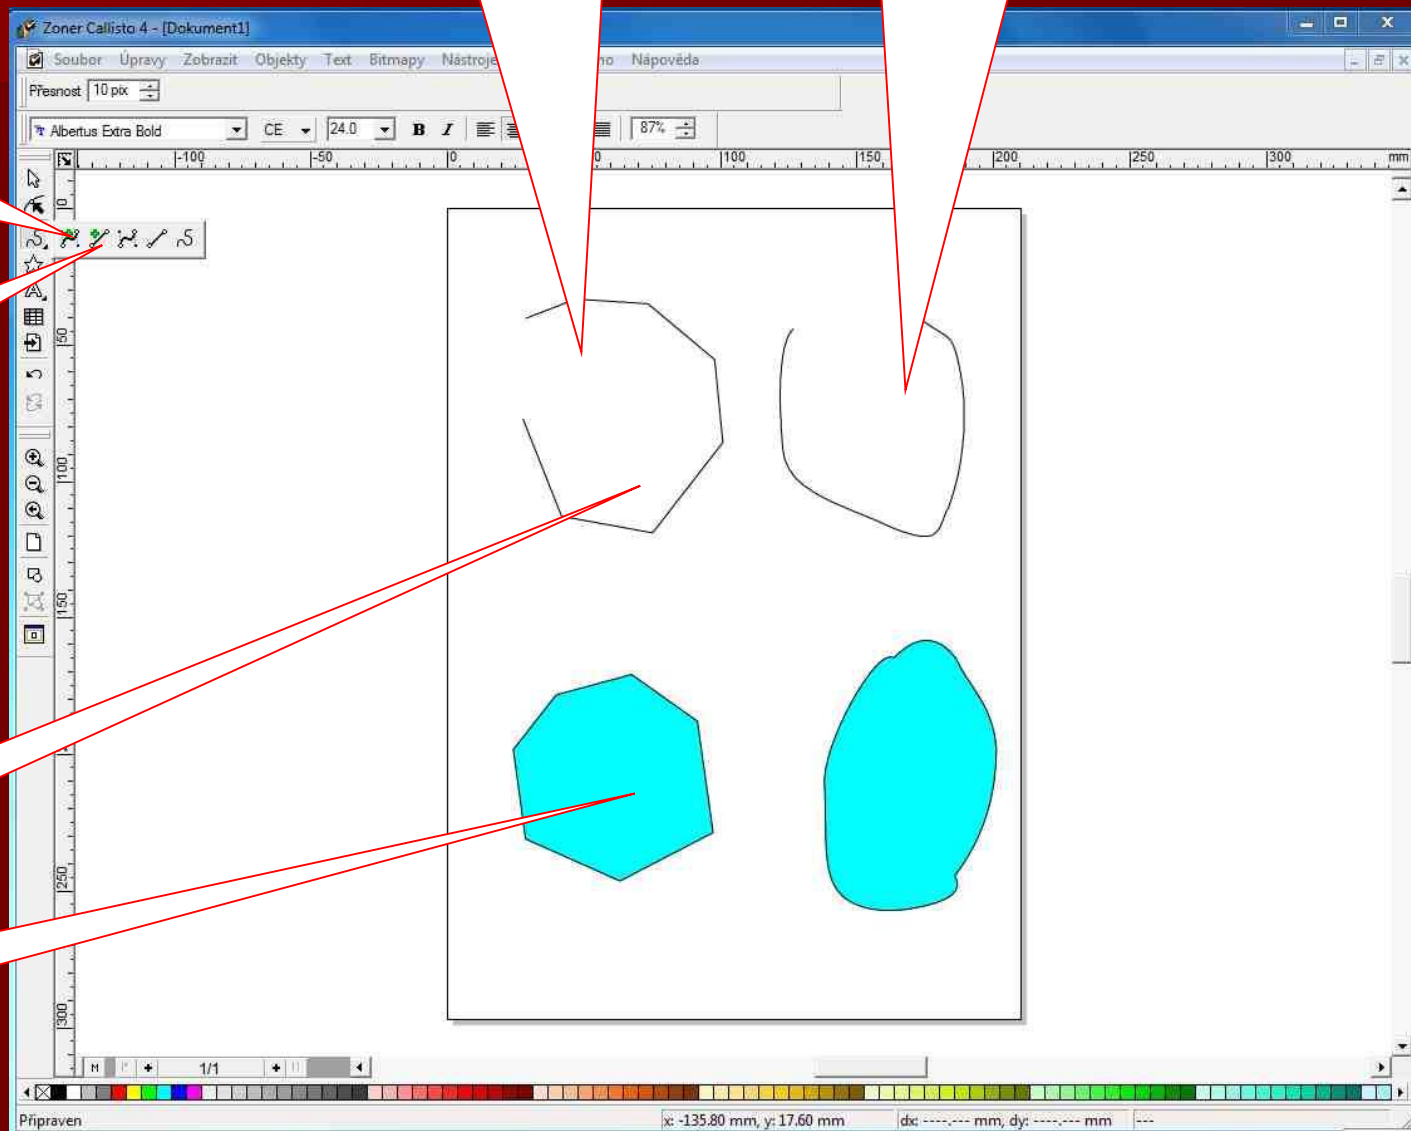 Zoner Callisto 4 - [Dokument1]
Soubor Úpravy Zobrazit Objekty Text Bitmapy Nástroje no Nápověda
Přesnost 10 pix
Albertus Extra Bold CE 24.0 B I 87%
-100 -50 0 0 100 150 200 250 300 mm
0
50
100
150
250
300
1/1
Připraven x: -135.80 mm, y: 17.60 mm dx: ----,--- mm, dy: ----,--- mm ---